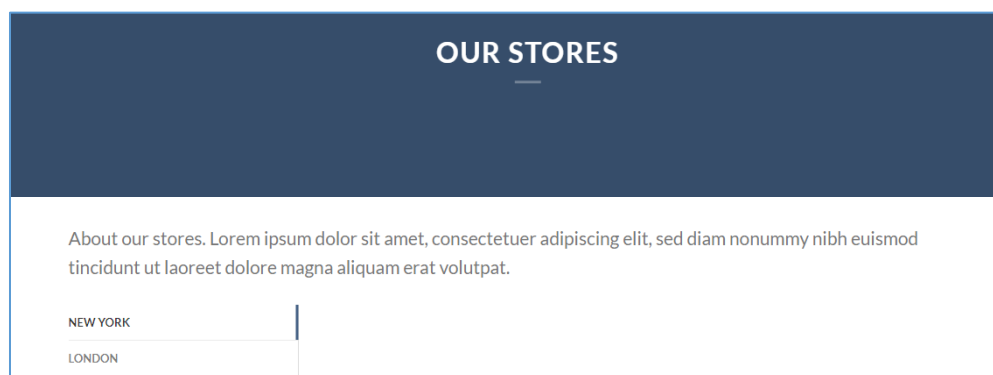 OUR STORES
About our stores. Lorem ipsum dolor sit amet, consectetuer adipiscing elit, sed diam nonummy nibh euismod
tincidunt ut laoreet dolore magna aliquam erat volutpat.
NEW YORK
LONDON